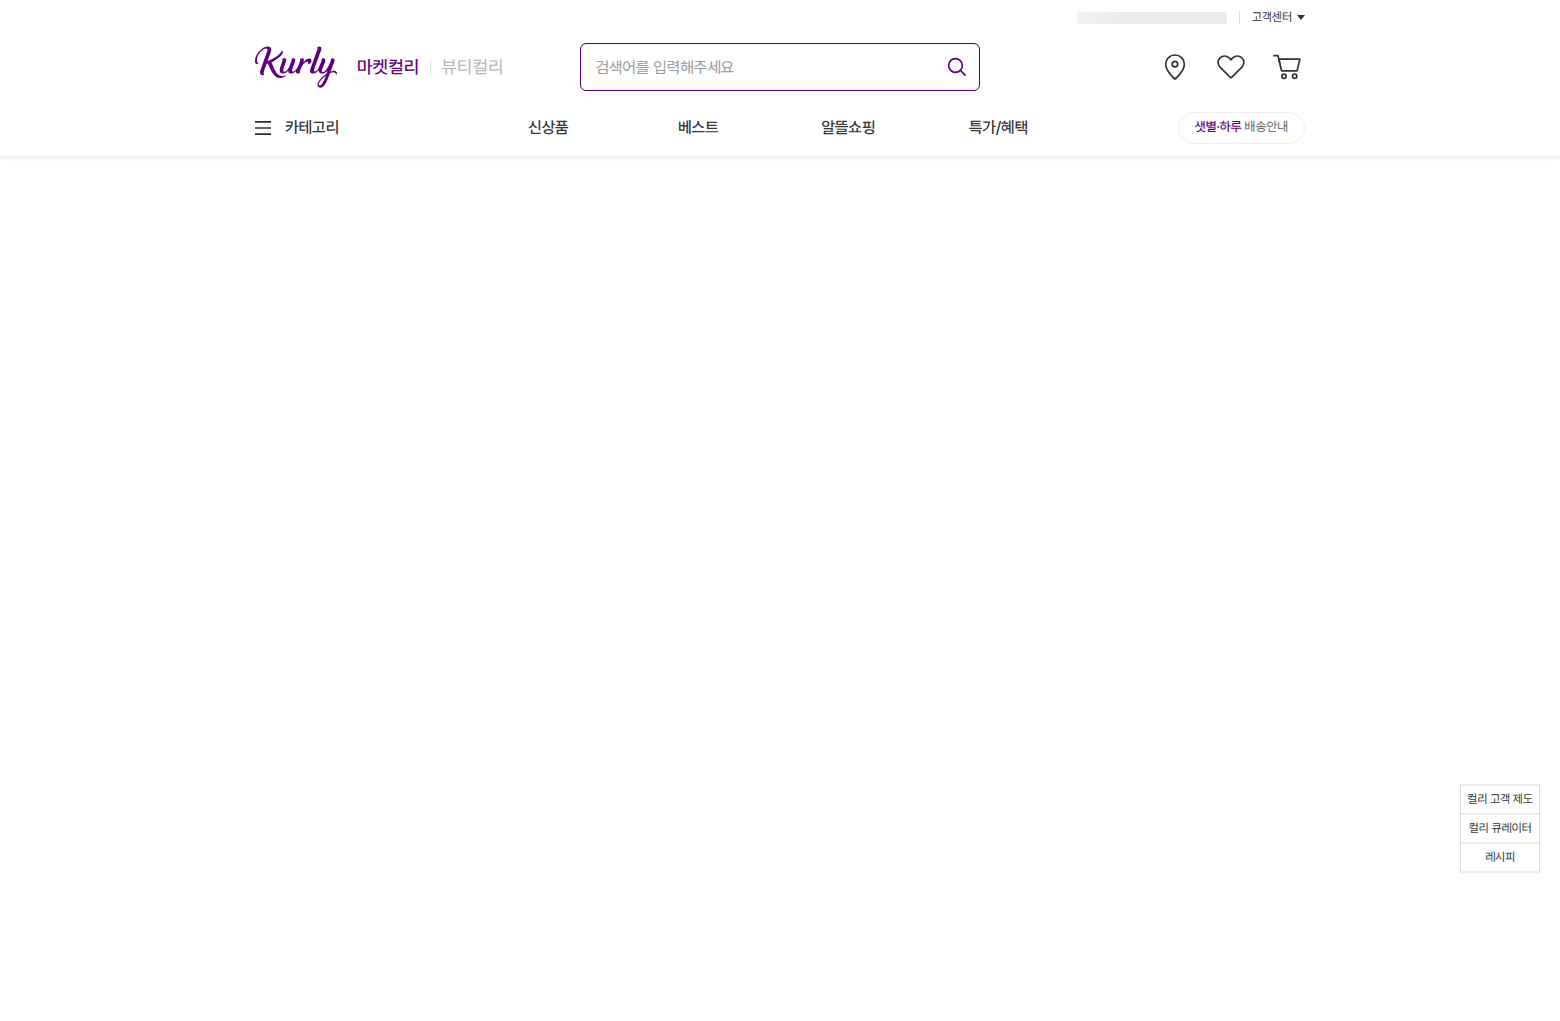 고객센터
Kurly
마켓컬리
뷰티컬리
검색어를 입력해주세요
카테고리
신상품
베스트
알뜰쇼핑
특가/혜택
샛별·하루 배송안내
컬리 고객 제도
컬리 큐레이터
레시피